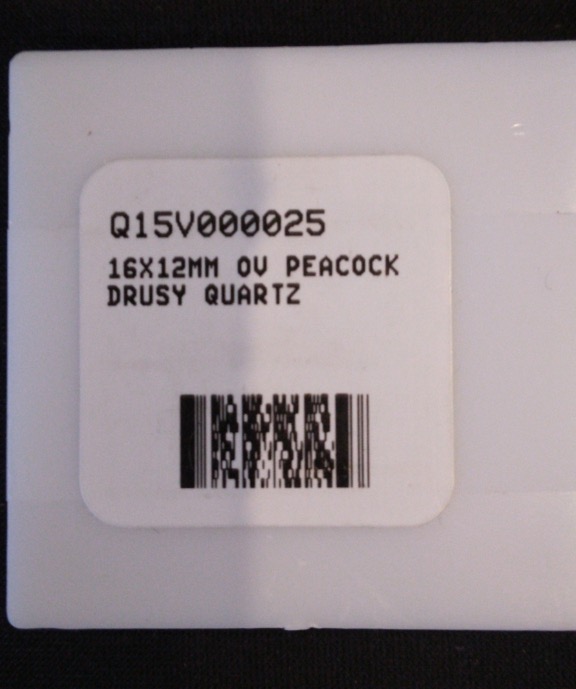 Q15V000025
16X12MM OV PEACOCK
DRUSY QUARTZ